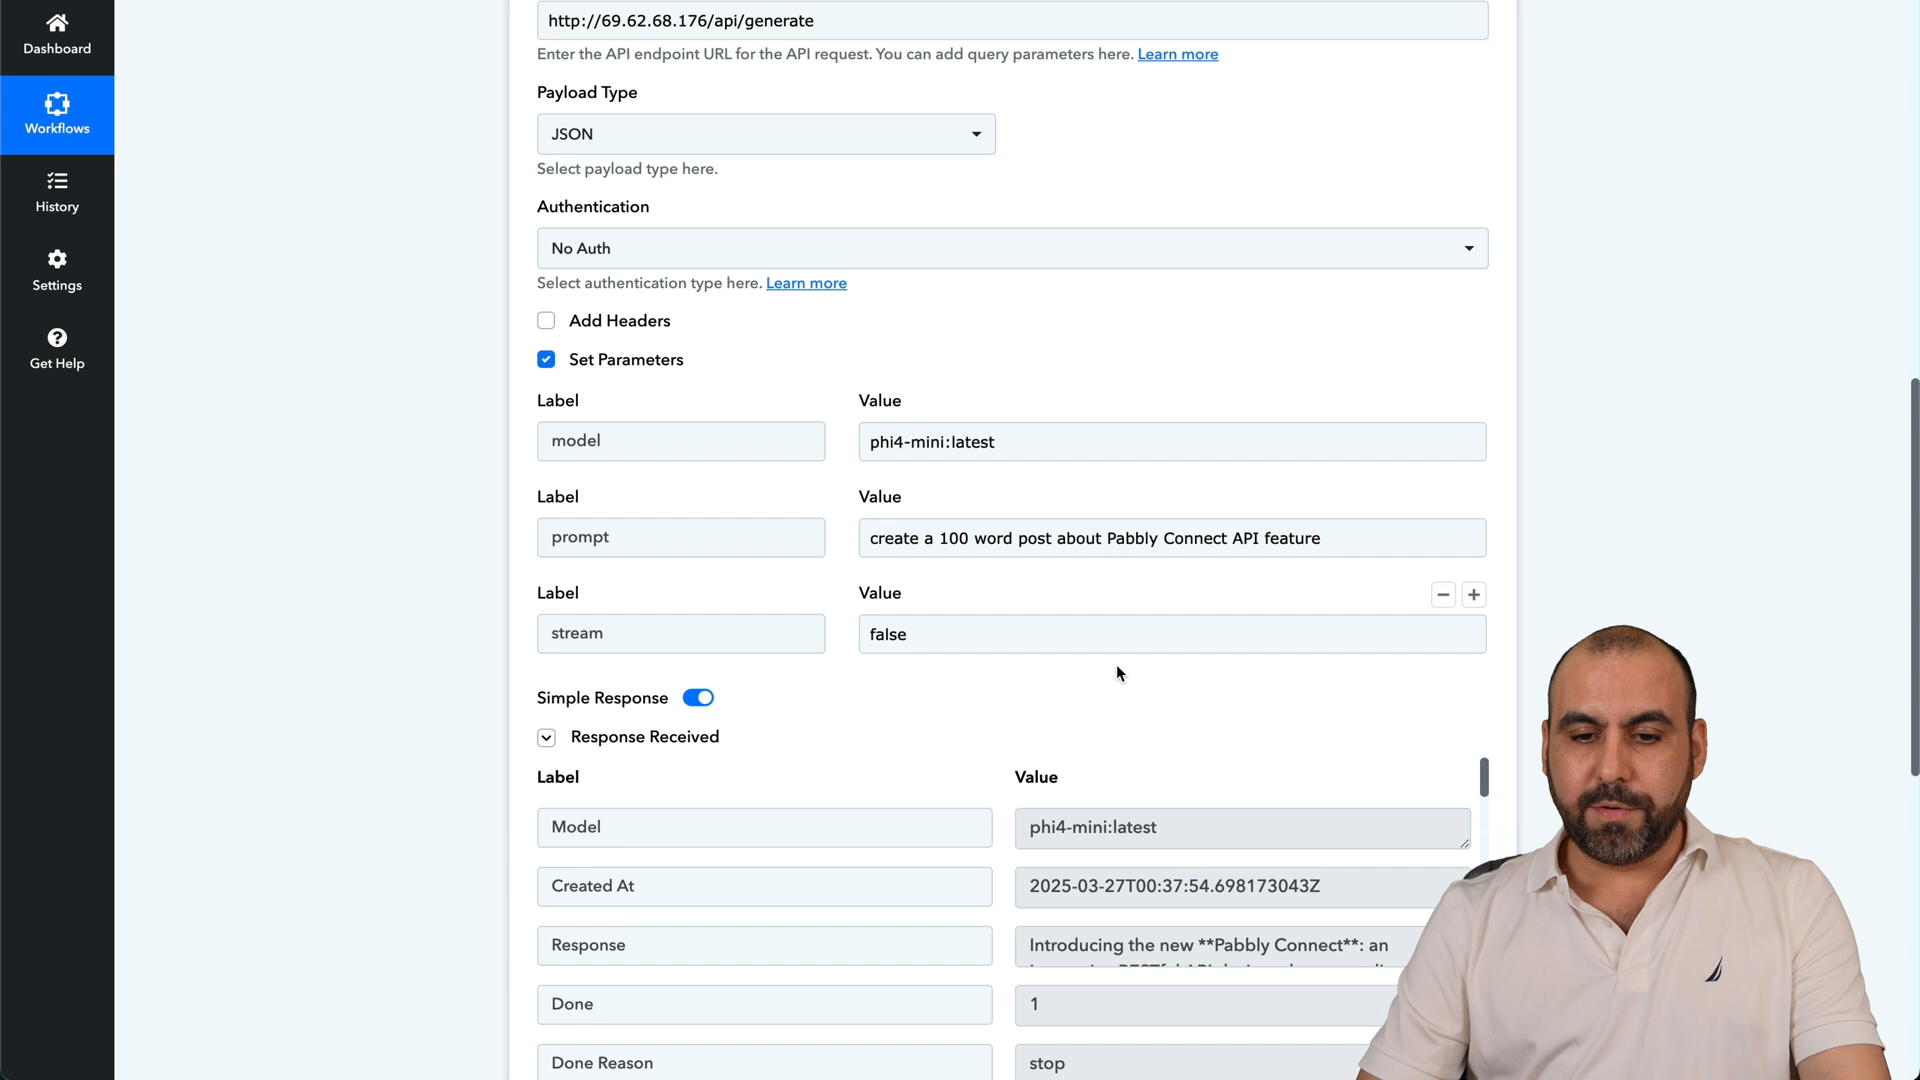 Dashboard
Workflows
History
Settings
Get Help
http://69.62.68.176/api/generate
Enter the API endpoint URL for the API request. You can add query parameters here. Learn more
Payload Type
JSON
Select payload type here.
Authentication
No Auth
Select authentication type here. Learn more
Add Headers
Set Parameters
Label Value
model phi4-mini:latest
Label Value
prompt create a 100 word post about Pabbly Connect API feature
Label Value
stream false
Simple Response
Response Received
Label Value
Model phi4-mini:latest
Created At 2025-03-27T00:37:54.698173043Z
Response Introducing the new **Pabbly Connect**: an
Done 1
Done Reason stop